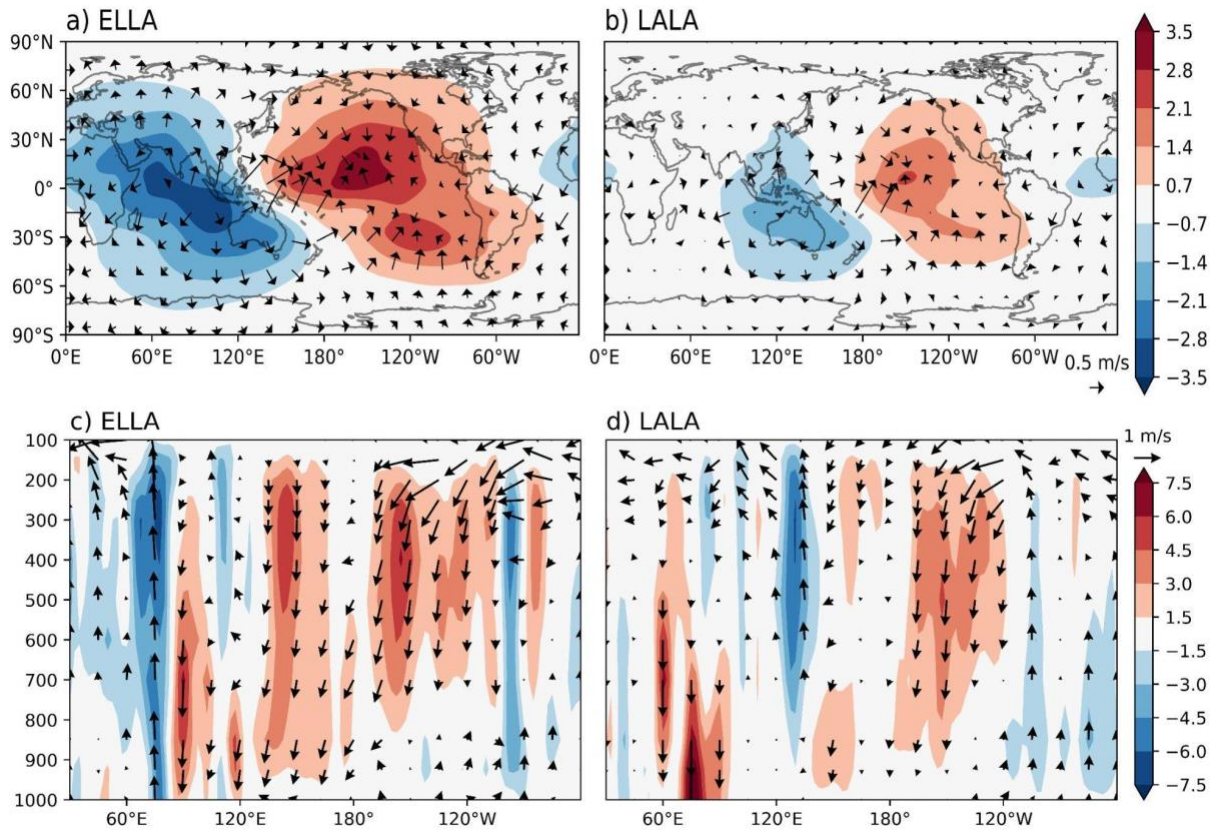 a) ELLA
b) LALA
90°N
60°N
30°N
0°
30°S
60°S
90°S
0°E 60°E 120°E 180° 120°W 60°W
0°E 60°E 120°E 180° 120°W 60°W
0.5 m/s
3.5
2.8
2.1
1.4
0.7
−0.7
−1.4
−2.1
−2.8
−3.5
c) ELLA
d) LALA
100
200
300
400
500
600
700
800
900
1000
60°E 120°E 180° 120°W
60°E 120°E 180° 120°W
1 m/s
7.5
6.0
4.5
3.0
1.5
−1.5
−3.0
−4.5
−6.0
−7.5